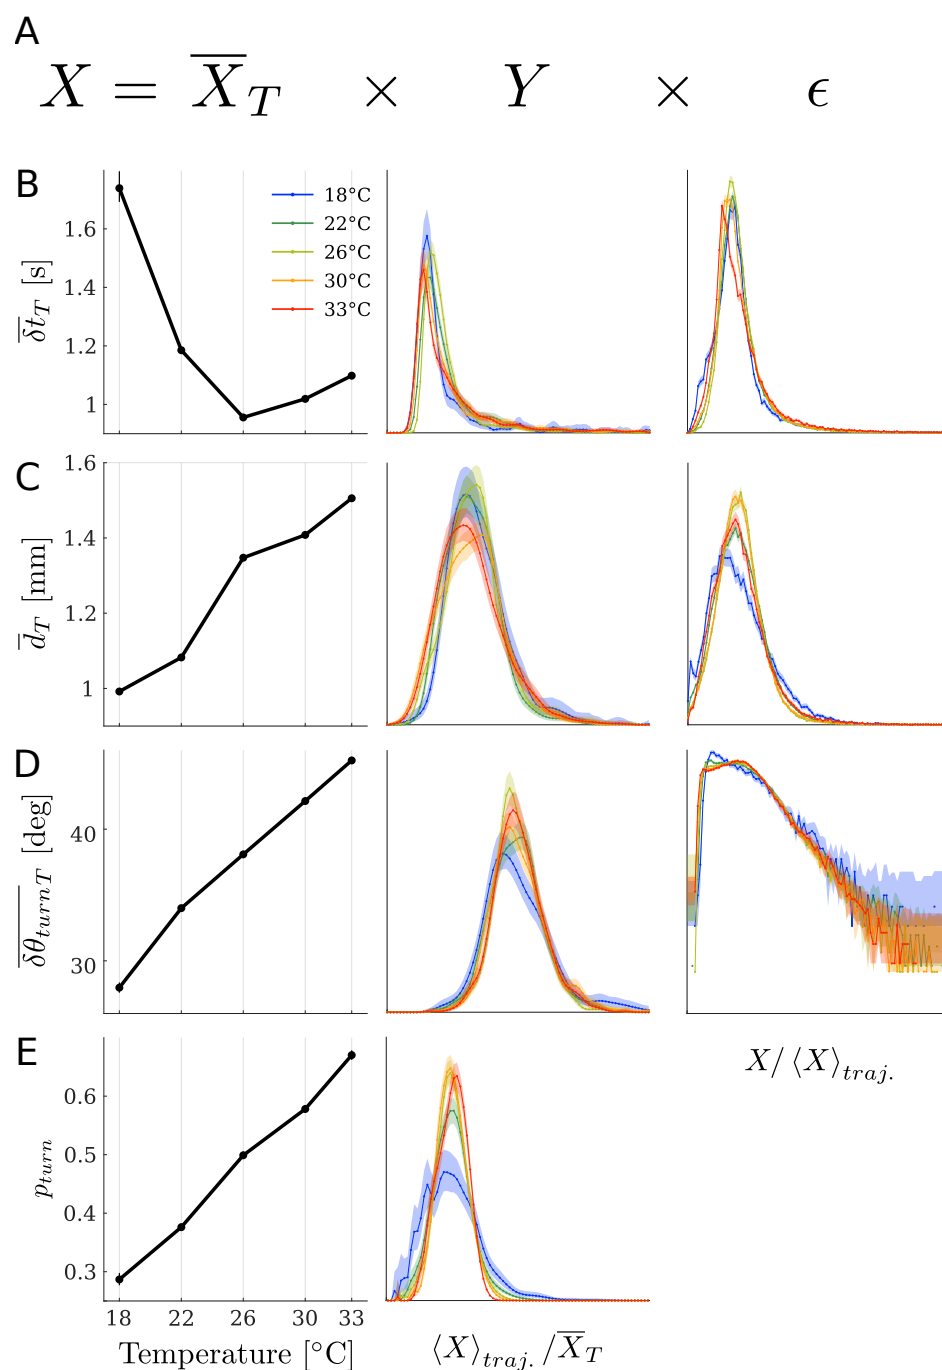 A
X = X̅_T × Y × ϵ
B
δt̅_T [s]
1.6
1.4
1.2
1
18°C
22°C
26°C
30°C
33°C
C
d̅_T [mm]
1.6
1.4
1.2
1
D
δθ̅_turn T [deg]
40
30
X/⟨X⟩_traj.
E
p_turn
0.6
0.5
0.4
0.3
18 22 26 30 33
Temperature [°C]
⟨X⟩_traj. / X̅_T